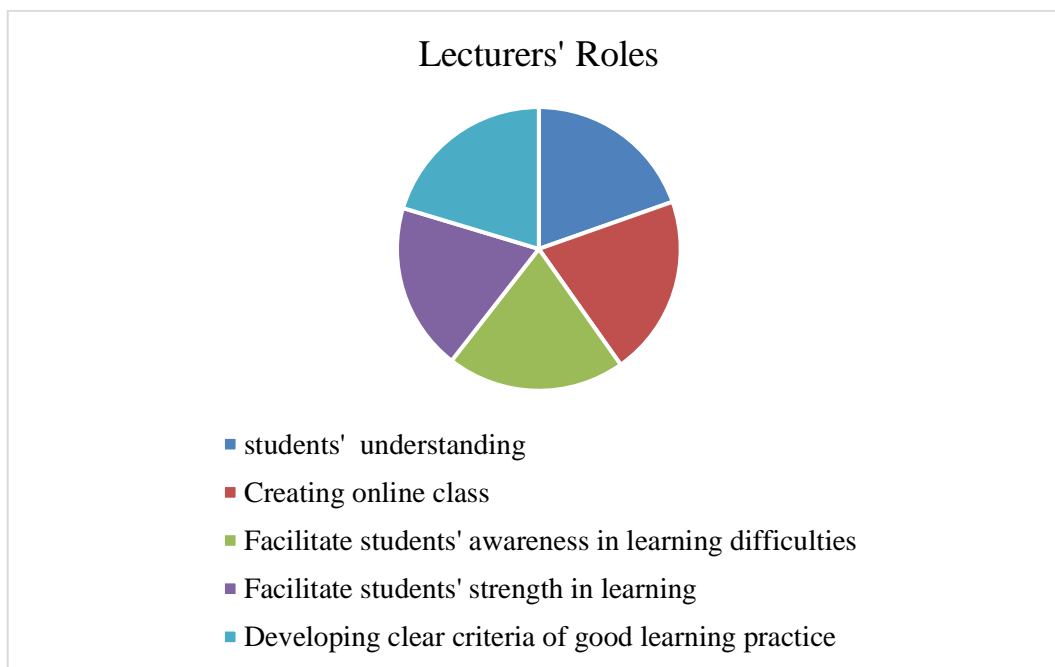 Lecturers' Roles
students'  understanding
Creating online class
Facilitate students' awareness in learning difficulties
Facilitate students' strength in learning
Developing clear criteria of good learning practice